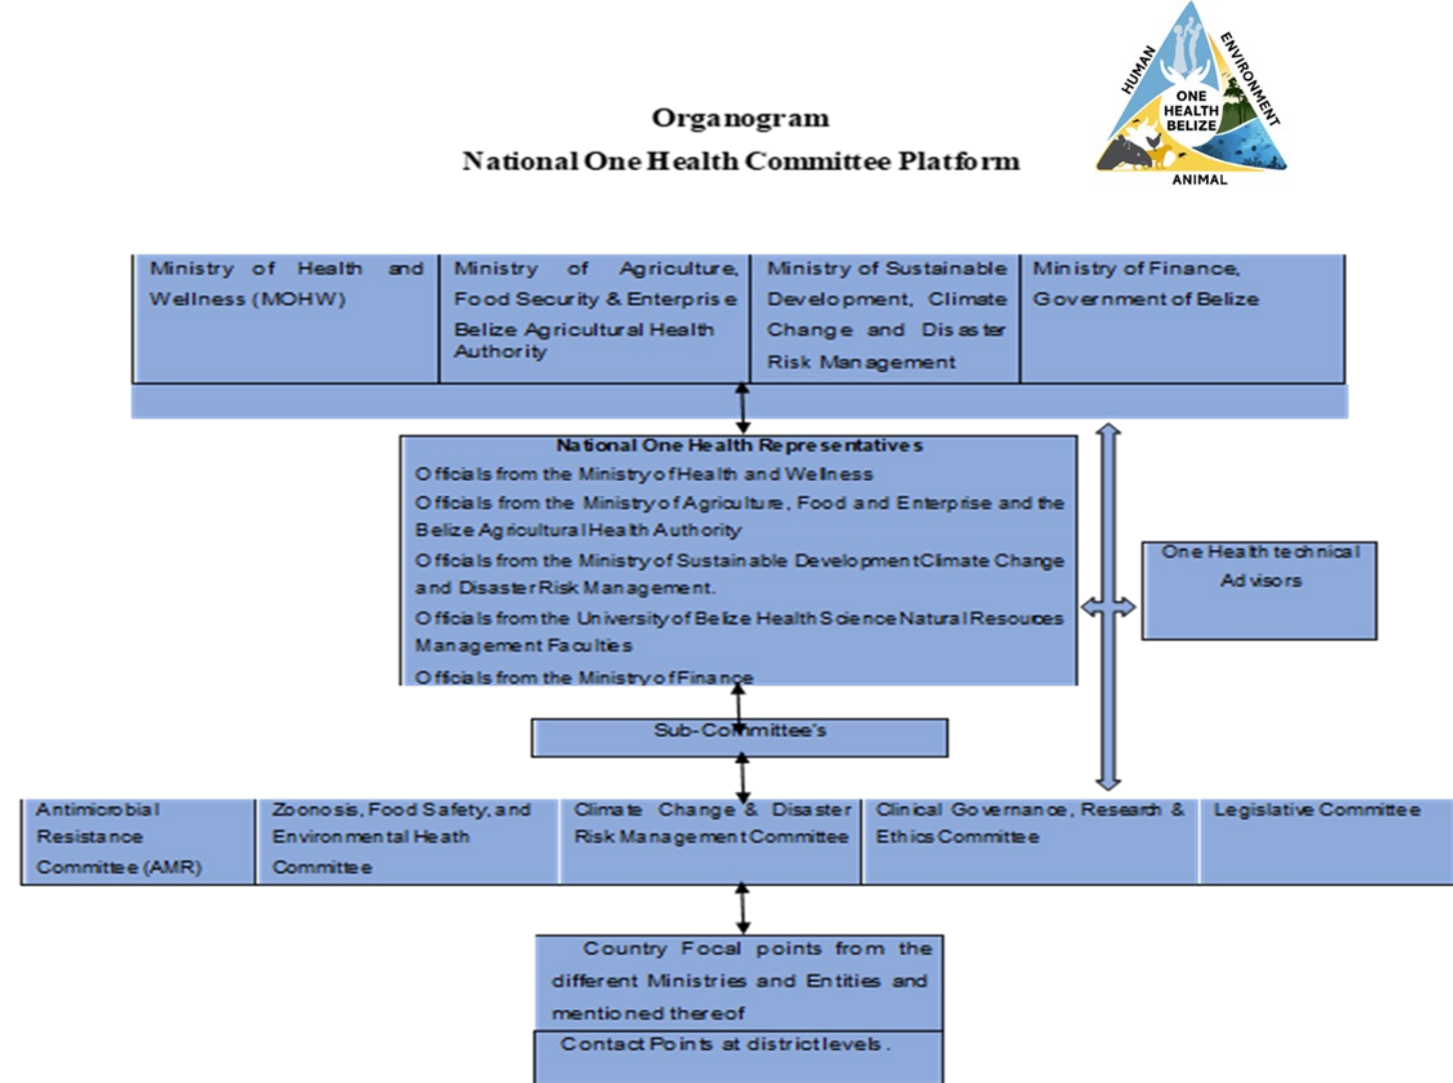 HUMAN
ENVIRONMENT
ONE
HEALTH
BELIZE
ANIMAL
Organogram
National One Health Committee Platform
Ministry of Health and
Wellness (MOHW)
Ministry of Agriculture,
Food Security & Enterprise
Belize Agricultural Health
Authority
Ministry of Sustainable
Development, Climate
Change and Disaster
Risk Management
Ministry of Finance,
Government of Belize
National One Health Representatives
Officials from the Ministry of Health and Wellness
Officials from the Ministry of Agriculture, Food and Enterprise and the
Belize Agricultural Health Authority
Officials from the Ministry of Sustainable Development Climate Change
and Disaster Risk Management.
Officials from the University of Belize Health Science Natural Resources
Management Faculties
Officials from the Ministry of Finance
One Health technical
Advisors
Sub-Committee's
Antimicrobial
Resistance
Committee (AMR)
Zoonosis, Food Safety, and
Environmental Heath
Committee
Climate Change & Disaster
Risk Management Committee
Clinical Governance, Research &
Ethics Committee
Legislative Committee
Country Focal points from the
different Ministries and Entities and
mentioned thereof
Contact Points at district levels.